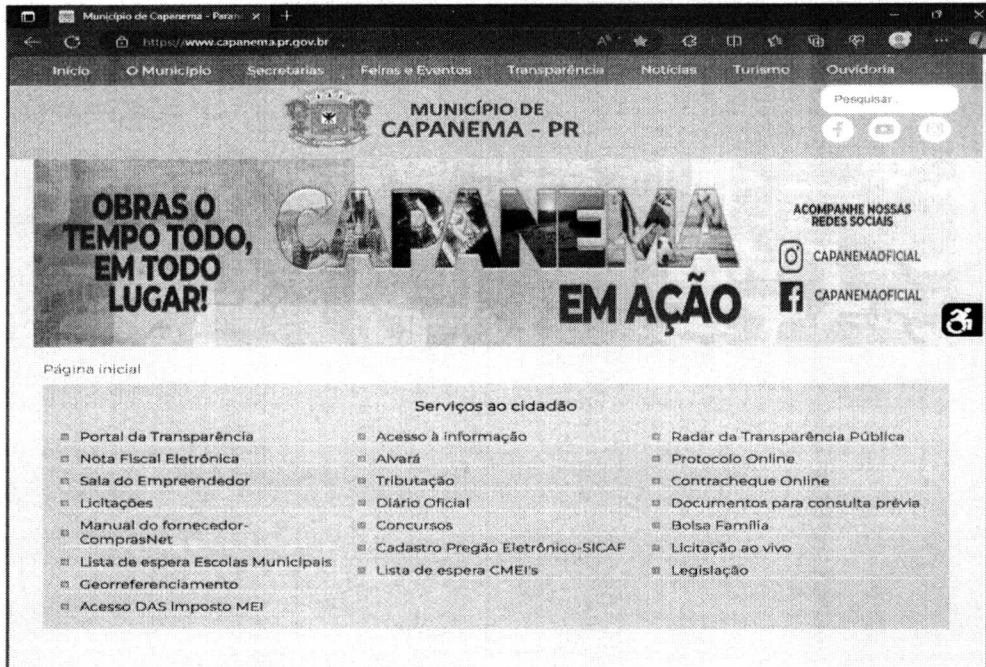 Município de Capanema - Paran
https://www.capanema.pr.gov.br
Início O Município Secretarias Feiras e Eventos Transparência Notícias Turismo Ouvidoria
Pesquisar...
MUNICÍPIO DE
CAPANEMA - PR
OBRAS O
TEMPO TODO,
EM TODO
LUGAR!
CAPANEMA
EM AÇÃO
ACOMPANHE NOSSAS
REDES SOCIAIS
CAPANEMAOFICIAL
CAPANEMAOFICIAL
Página inicial
Serviços ao cidadão
Portal da Transparência
Nota Fiscal Eletrônica
Sala do Empreendedor
Licitações
Manual do fornecedor-
ComprasNet
Lista de espera Escolas Municipais
Georreferenciamento
Acesso DAS Imposto MEI
Acesso à informação
Alvará
Tributação
Diário Oficial
Concursos
Cadastro Pregão Eletrônico-SICAF
Lista de espera CMEI's
Radar da Transparência Pública
Protocolo Online
Contracheque Online
Documentos para consulta prévia
Bolsa Família
Licitação ao vivo
Legislação